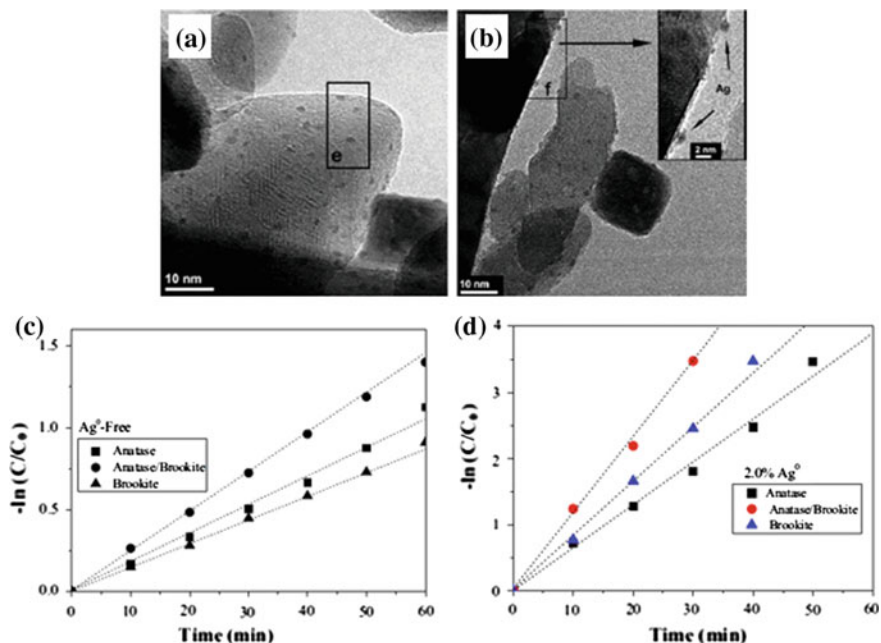 (a)
e
10 nm
(b)
f
Ag
2 nm
10 nm
(c)
-ln (C/C₀)
1.5
1.0
0.5
0.0
Ag⁰-Free
Anatase
Anatase/Brookite
Brookite
0 10 20 30 40 50 60
Time (min)
(d)
-ln (C/C₀)
4
3
2
1
0
2.0% Ag⁰
Anatase
Anatase/Brookite
Brookite
0 10 20 30 40 50 60
Time (min)